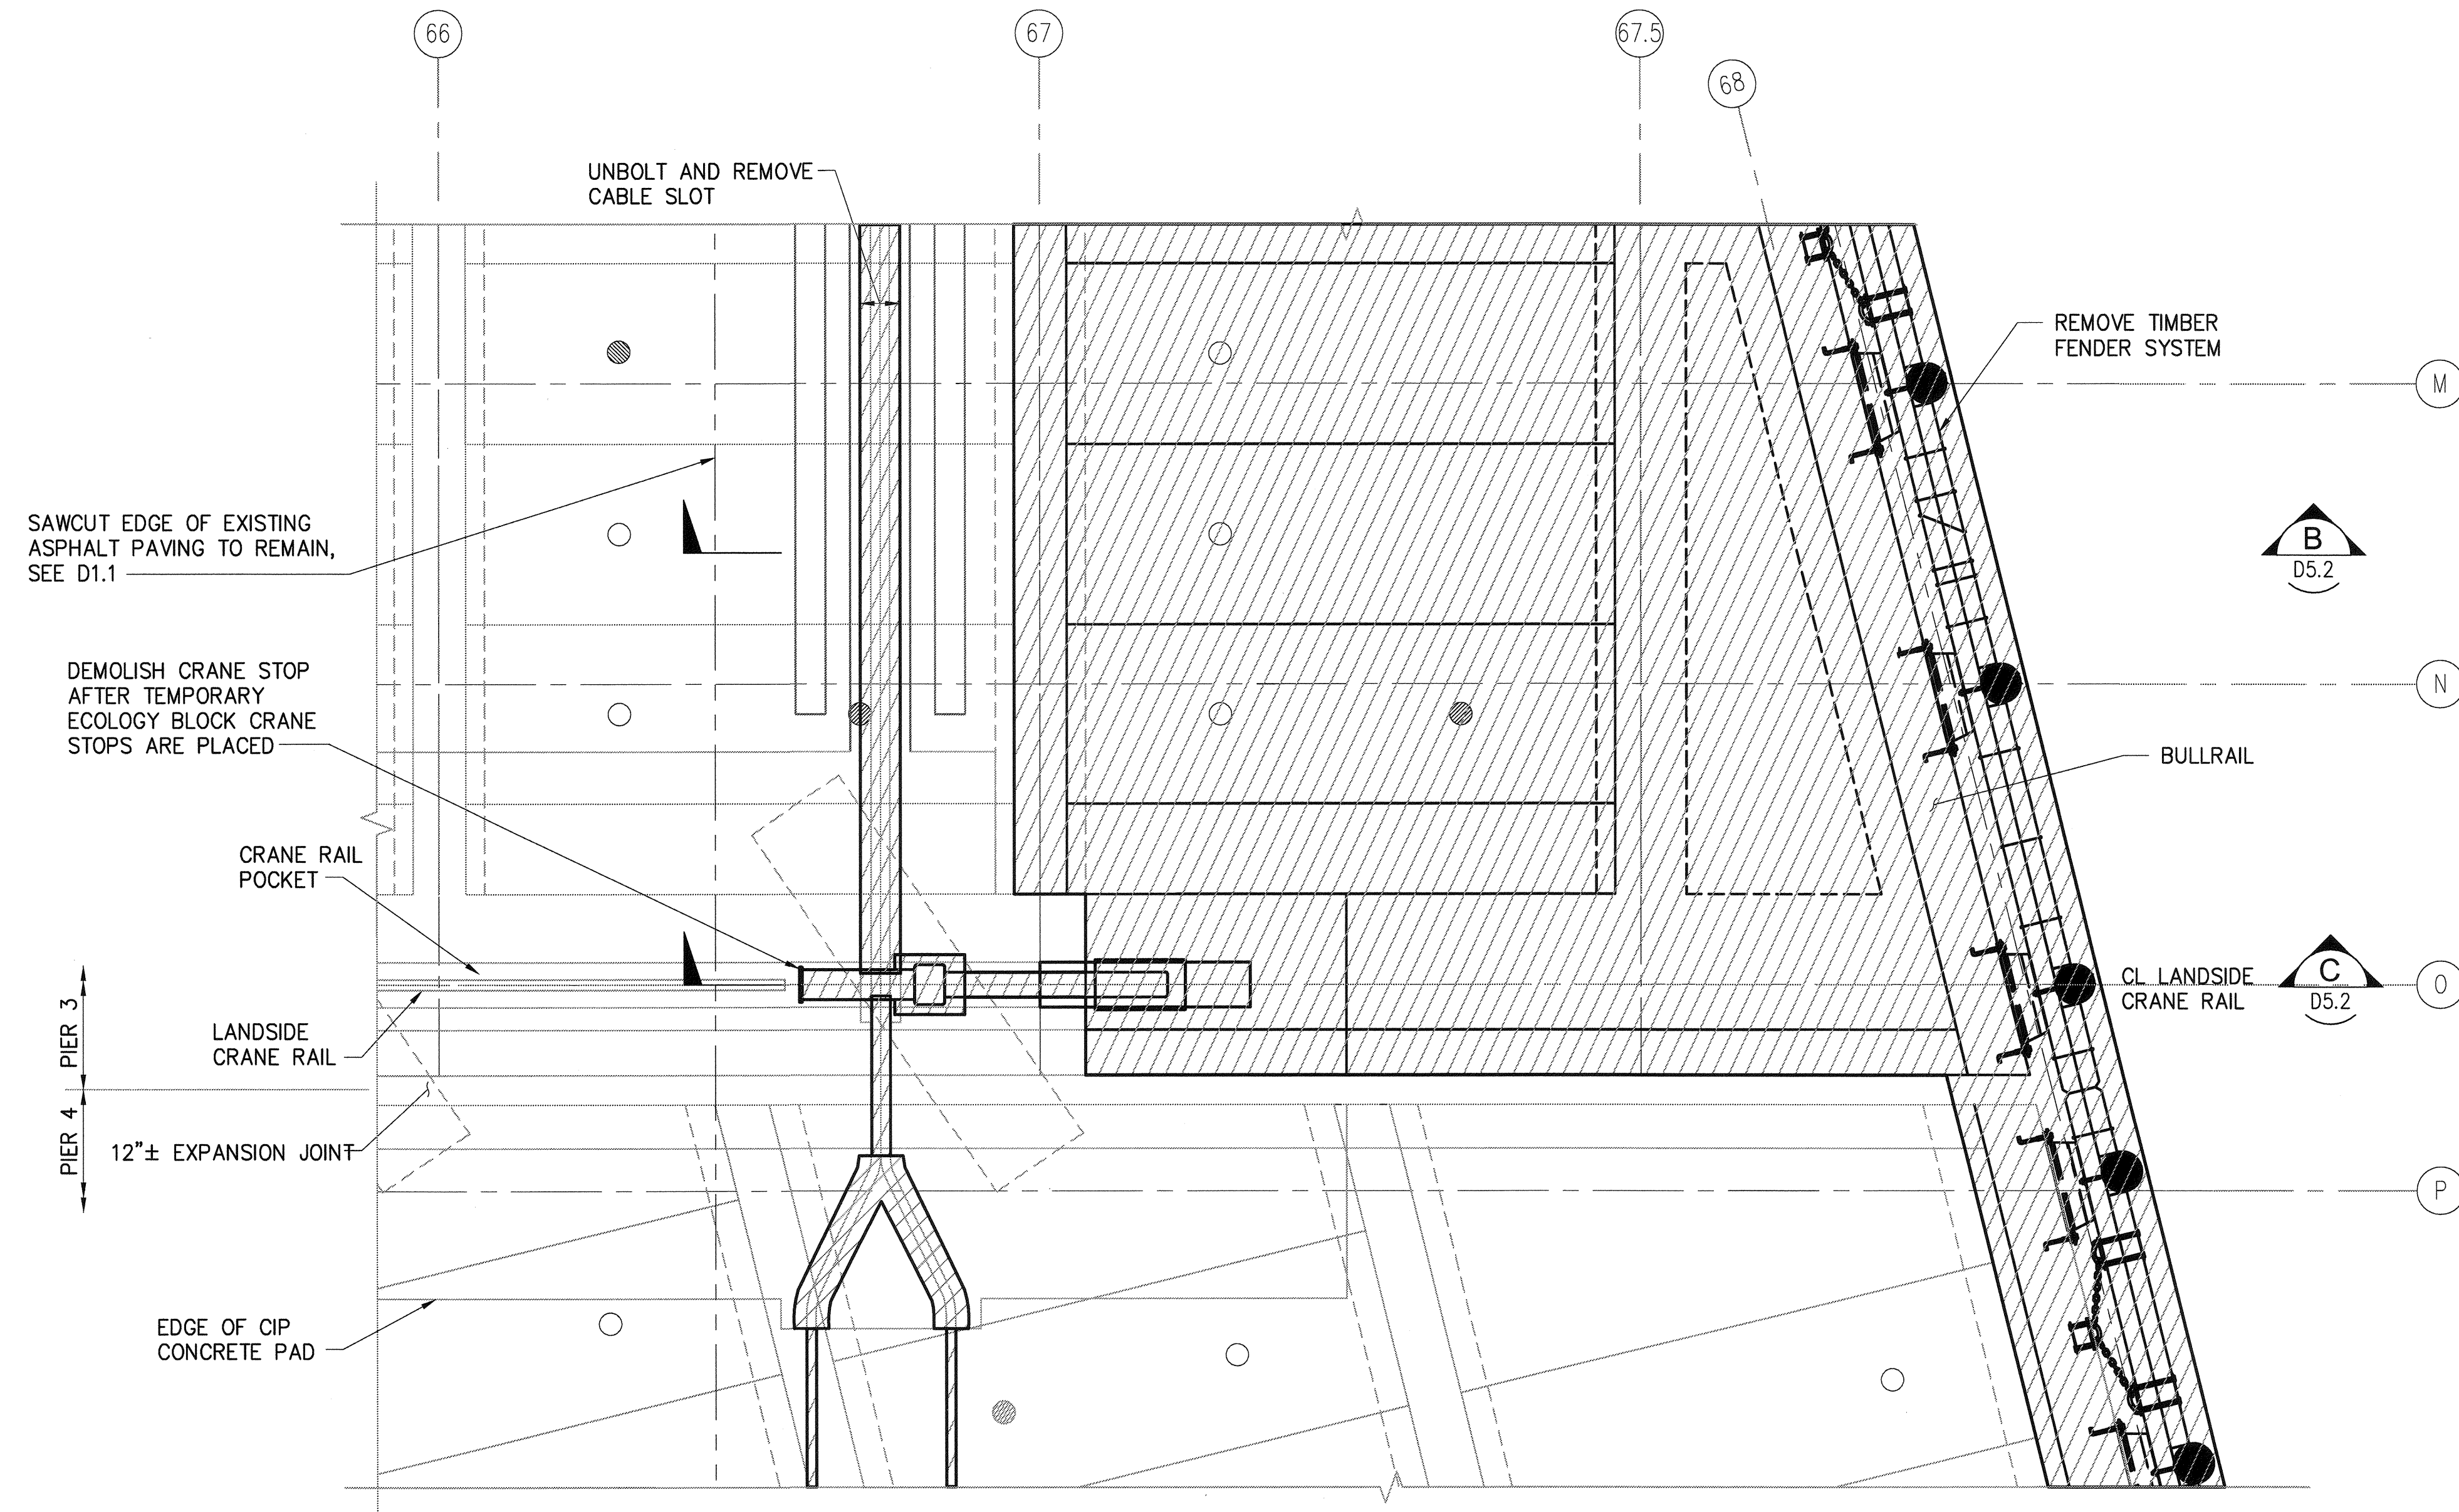 66
67
67.5
68
UNBOLT AND REMOVE
CABLE SLOT
REMOVE TIMBER
FENDER SYSTEM
M
SAWCUT EDGE OF EXISTING
ASPHALT PAVING TO REMAIN,
SEE D1.1
B
D5.2
DEMOLISH CRANE STOP
AFTER TEMPORARY
ECOLOGY BLOCK CRANE
STOPS ARE PLACED
N
BULLRAIL
CRANE RAIL
POCKET
CL LANDSIDE
CRANE RAIL
C
D5.2
O
PIER 3
LANDSIDE
CRANE RAIL
PIER 4
12"± EXPANSION JOINT
P
EDGE OF CIP
CONCRETE PAD